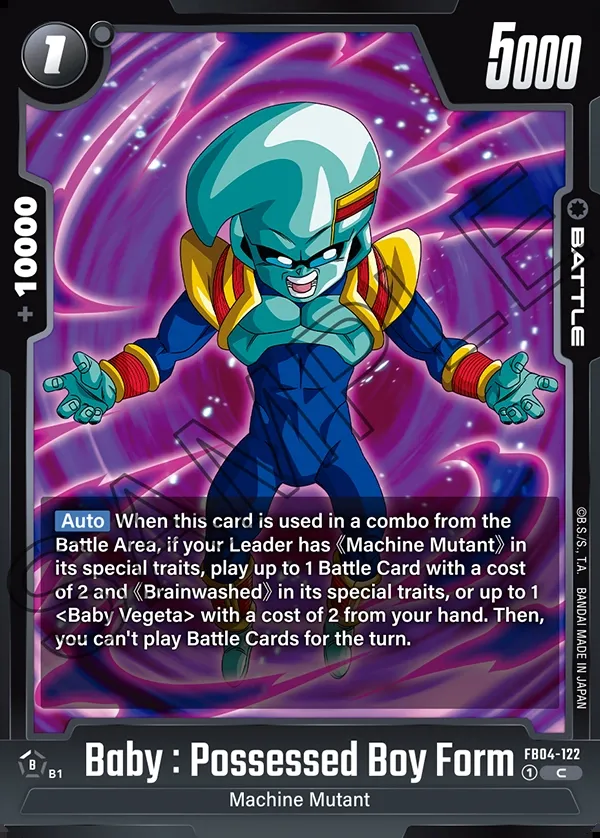 1
5000
+ 10000
BATTLE
SAMPLE
Auto When this card is used in a combo from the
Battle Area, if your Leader has《Machine Mutant》in
its special traits, play up to 1 Battle Card with a cost
of 2 and《Brainwashed》in its special traits, or up to 1
<Baby Vegeta> with a cost of 2 from your hand. Then,
you can't play Battle Cards for the turn.
©B.S./S., T.A. BANDAI MADE IN JAPAN
B B1
Baby : Possessed Boy Form
FB04-122
1 C
Machine Mutant